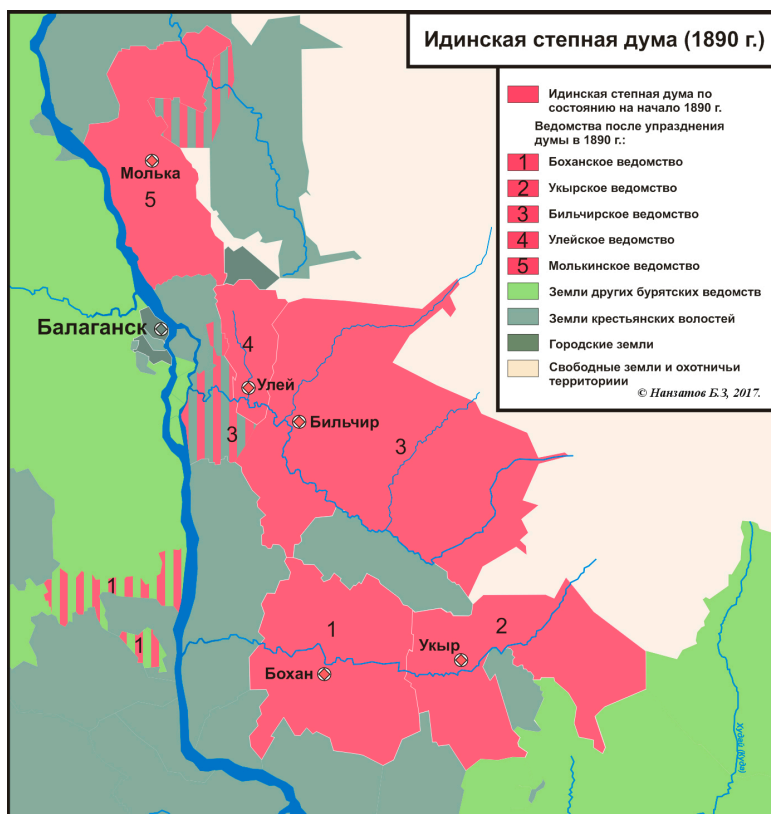 Идинская степная дума (1890 г.)
Идинская степная дума по
состоянию на начало 1890 г.
Ведомства после упразднения
думы в 1890 г.:
1 Боханское ведомство
2 Укырское ведомство
3 Бильчирское ведомство
4 Улейское ведомство
5 Молькинское ведомство
Земли других бурятских ведомств
Земли крестьянских волостей
Городские земли
Свободные земли и охотничьи
территориии
© Нанзатов Б.З, 2017.
Молька
5
Балаганск
4
Улей
Бильчир
3
3
1
1
1
2
Укыр
Бохан
Худай (Куда)